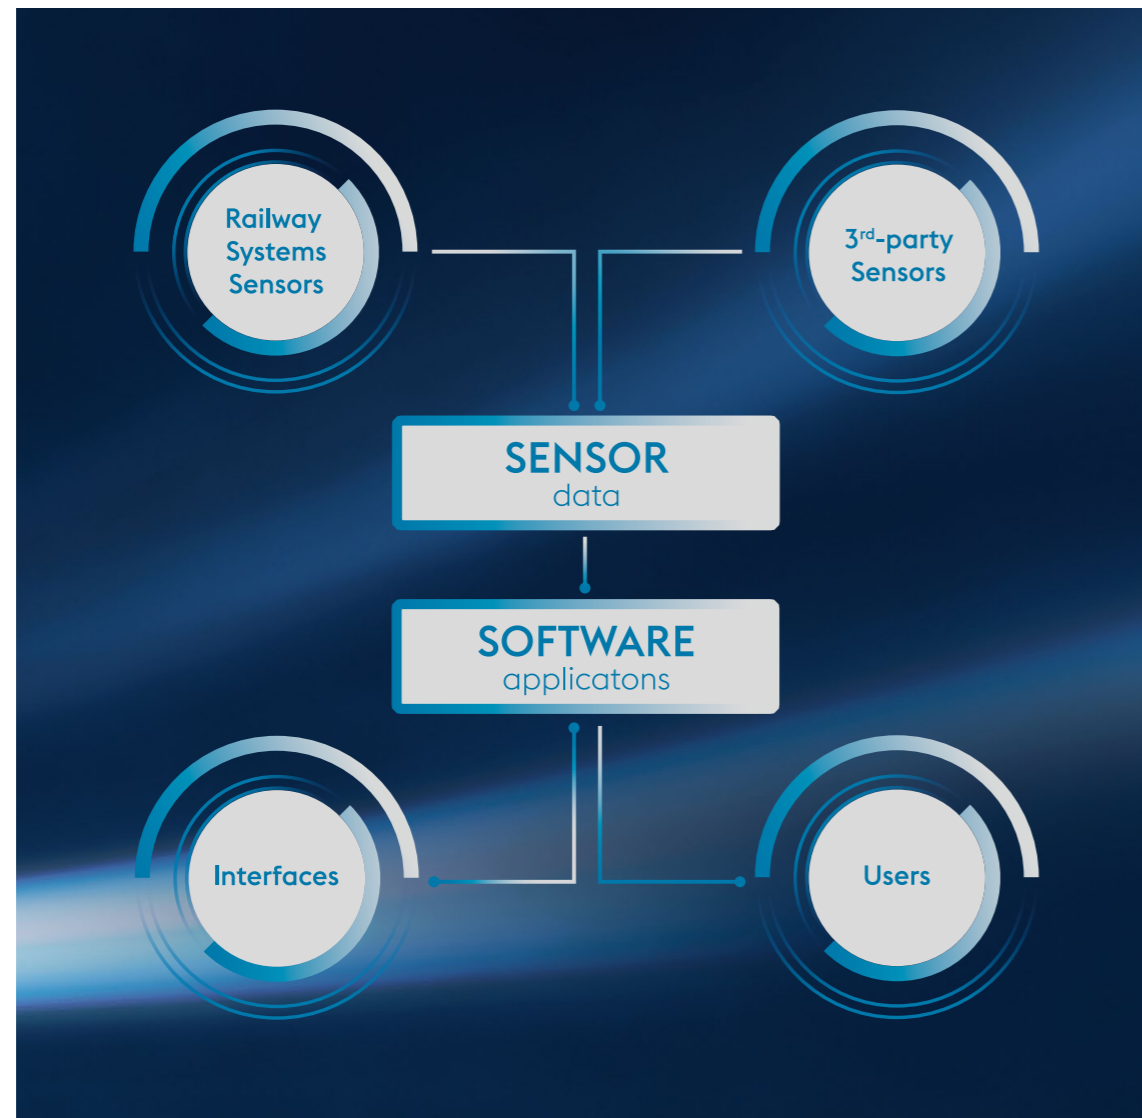 Railway
Systems
Sensors
3rd-party
Sensors
SENSOR
data
SOFTWARE
applicatons
Interfaces
Users